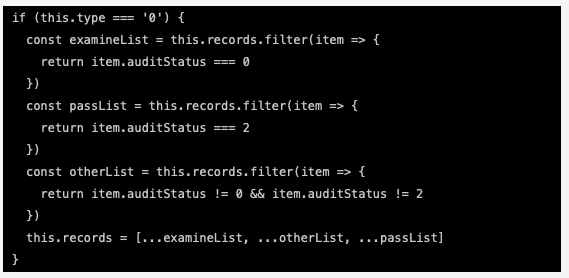 if (this.type === '0') {
  const examineList = this.records.filter(item => {
    return item.auditStatus === 0
  })
  const passList = this.records.filter(item => {
    return item.auditStatus === 2
  })
  const otherList = this.records.filter(item => {
    return item.auditStatus != 0 && item.auditStatus != 2
  })
  this.records = [...examineList, ...otherList, ...passList]
}